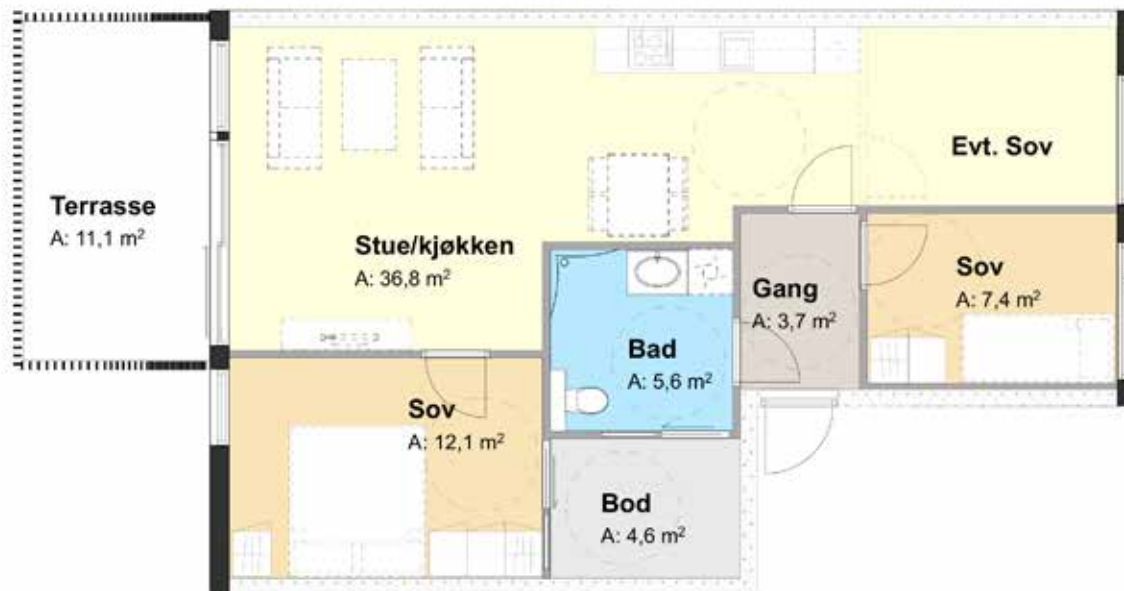 Evt. Sov
Terrasse
A: 11,1 m²
Stue/kjøkken
A: 36,8 m²
Gang
A: 3,7 m²
Sov
A: 7,4 m²
Bad
A: 5,6 m²
Sov
A: 12,1 m²
Bod
A: 4,6 m²